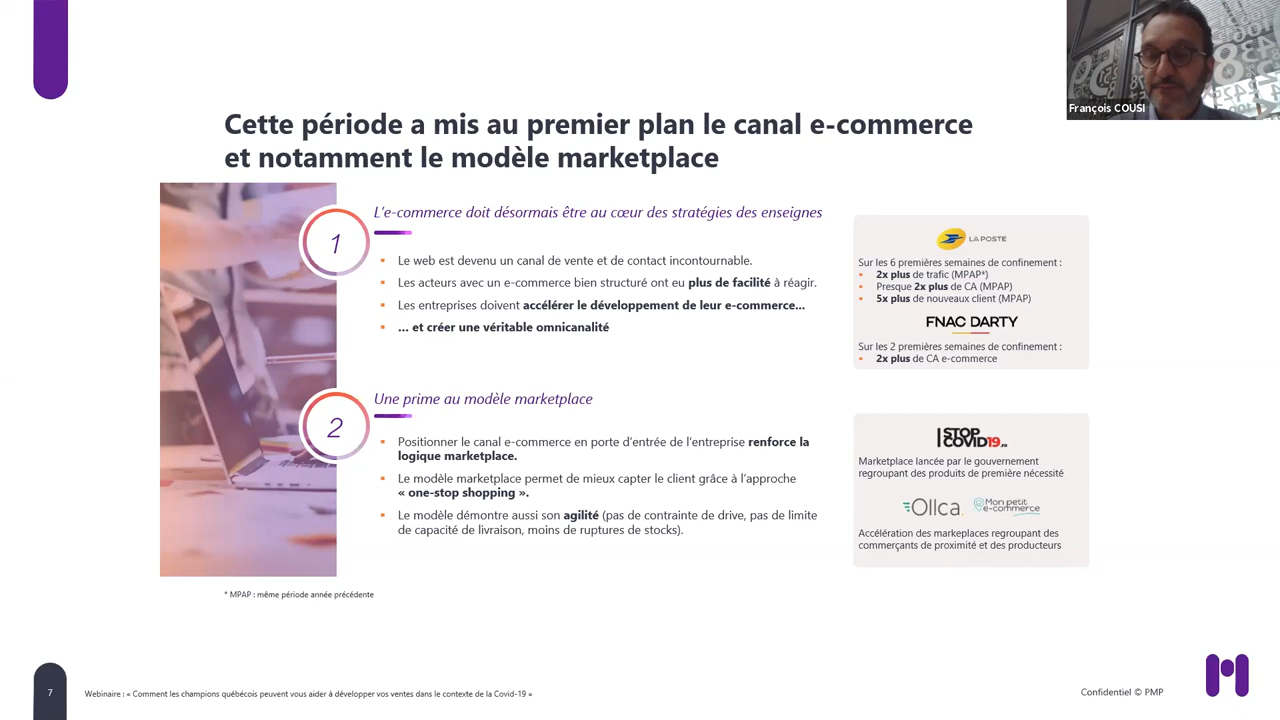 François COUSI
Cette période a mis au premier plan le canal e-commerce
et notamment le modèle marketplace
1
L'e-commerce doit désormais être au cœur des stratégies des enseignes
Le web est devenu un canal de vente et de contact incontournable.
Les acteurs avec un e-commerce bien structuré ont eu plus de facilité à réagir.
Les entreprises doivent accélérer le développement de leur e-commerce...
... et créer une véritable omnicanalité
LA POSTE
Sur les 6 premières semaines de confinement :
2x plus de trafic (MPAP*)
Presque 2x plus de CA (MPAP)
5x plus de nouveaux client (MPAP)
FNAC DARTY
Sur les 2 premières semaines de confinement :
2x plus de CA e-commerce
2
Une prime au modèle marketplace
Positionner le canal e-commerce en porte d'entrée de l'entreprise renforce la
logique marketplace.
Le modèle marketplace permet de mieux capter le client grâce à l'approche
« one-stop shopping ».
Le modèle démontre aussi son agilité (pas de contrainte de drive, pas de limite
de capacité de livraison, moins de ruptures de stocks).
STOP
COVID19.FR
Marketplace lancée par le gouvernement
regroupant des produits de première nécessité
Ollca.
Mon petit
e-commerce
Accélération des markeplaces regroupant des
commerçants de proximité et des producteurs
* MPAP : même période année précédente
7
Webinaire : « Comment les champions québécois peuvent vous aider à développer vos ventes dans le contexte de la Covid-19 »
Confidentiel © PMP